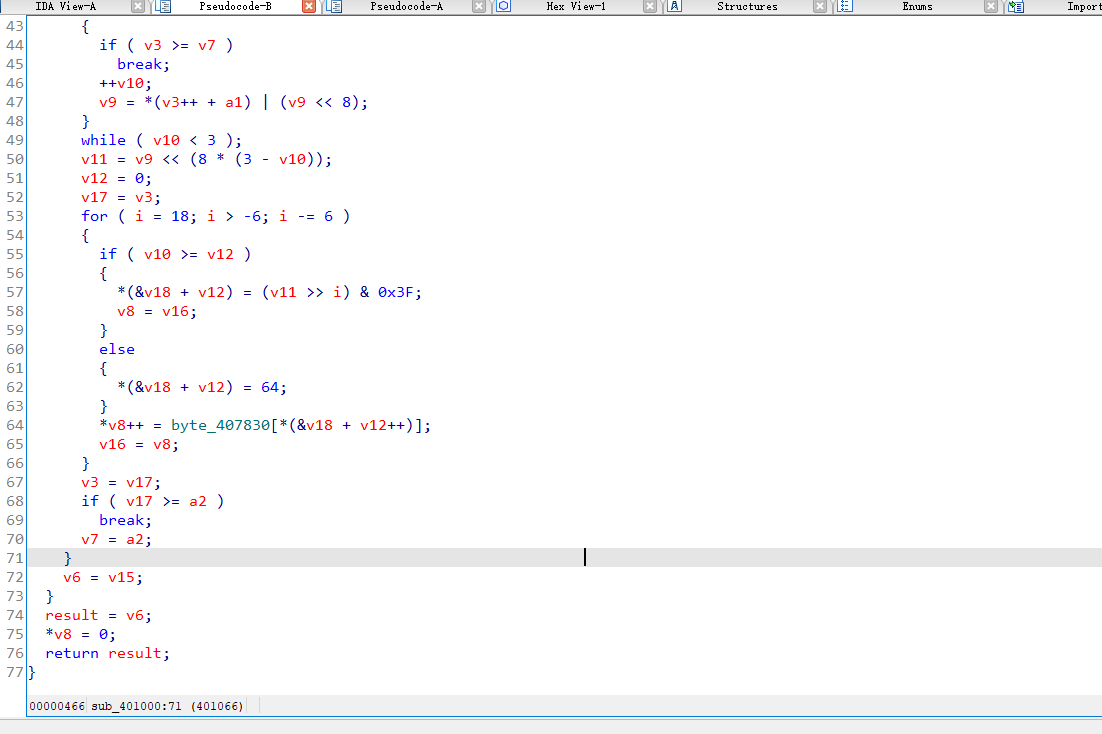 IDA View-A Pseudocode-B Pseudocode-A Hex View-1 Structures Enums Import
43 {
44 if ( v3 >= v7 )
45 break;
46 ++v10;
47 v9 = *(v3++ + a1) | (v9 << 8);
48 }
49 while ( v10 < 3 );
50 v11 = v9 << (8 * (3 - v10));
51 v12 = 0;
52 v17 = v3;
53 for ( i = 18; i > -6; i -= 6 )
54 {
55 if ( v10 >= v12 )
56 {
57 *(&v18 + v12) = (v11 >> i) & 0x3F;
58 v8 = v16;
59 }
60 else
61 {
62 *(&v18 + v12) = 64;
63 }
64 *v8++ = byte_407830[*(&v18 + v12++)];
65 v16 = v8;
66 }
67 v3 = v17;
68 if ( v17 >= a2 )
69 break;
70 v7 = a2;
71 }
72 v6 = v15;
73 }
74 result = v6;
75 *v8 = 0;
76 return result;
77 }
00000466 sub_401000:71 (401066)